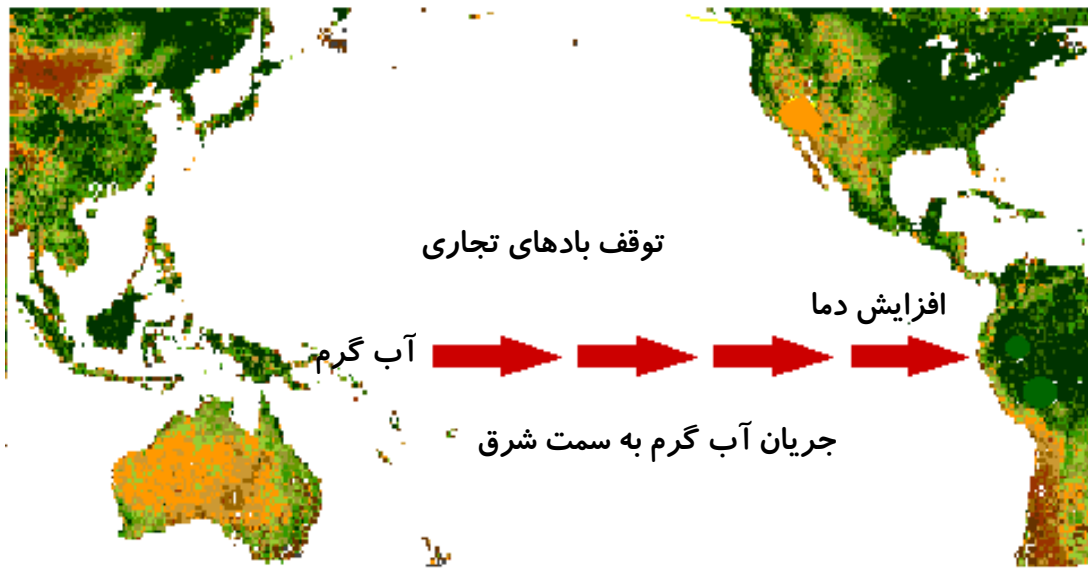 توقف بادهای تجاری
افزایش دما
آب گرم
جریان آب گرم به سمت شرق